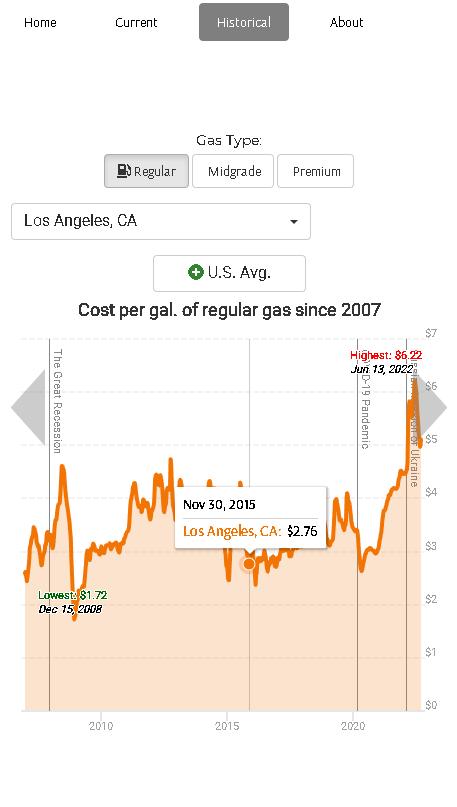 Home Current Historical About
Gas Type:
Regular Midgrade Premium
Los Angeles, CA
U.S. Avg.
Cost per gal. of regular gas since 2007
$7
Highest: $6.22
Jun 13, 2022
The Great Recession
D-19 Pandemic
of Ukraine
$6
$5
$4
Nov 30, 2015
Los Angeles, CA: $2.76
$3
Lowest: $1.72
Dec 15, 2008
$2
$1
$0
2010 2015 2020